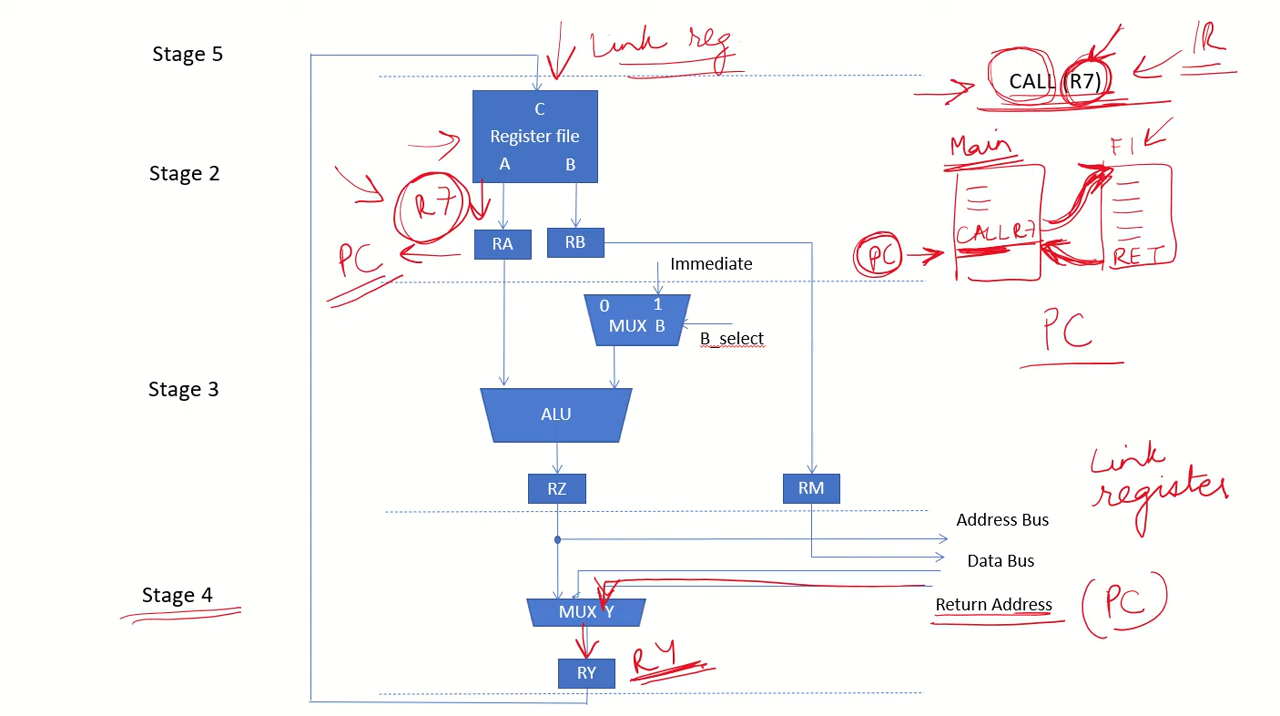 Stage 5
Link reg.
IR
CALL (R7)
C
Register file
A B
Main
F1
Stage 2
R7
CALL R7
RA
RB
PC
PC
RET
Immediate
0 1
MUX B
B_select
PC
Stage 3
ALU
Link
register
RZ
RM
Address Bus
Data Bus
Stage 4
MUX Y
Return Address
(PC)
RY
RY